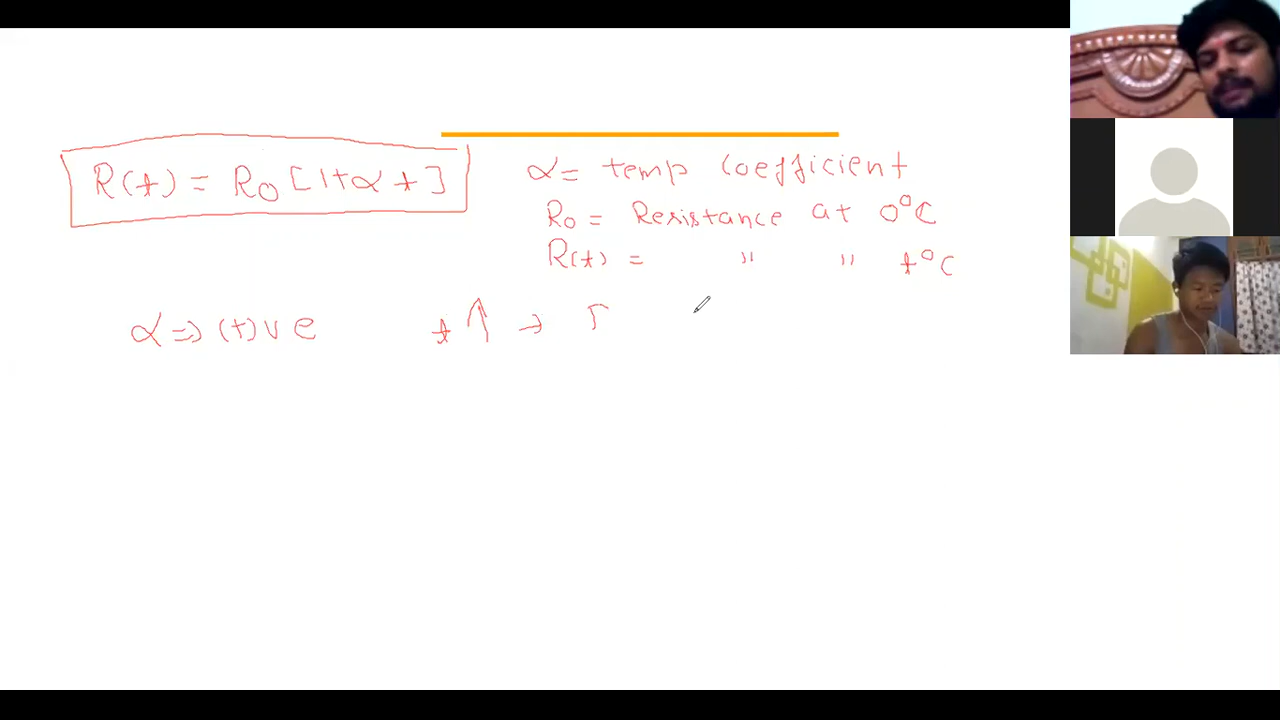 R(t) = R0 [1+α t]
α = temp coefficient
R0 = Resistance at 0°C
R(t) = " " t°C
α ⇒ (+)ve t ↑ →